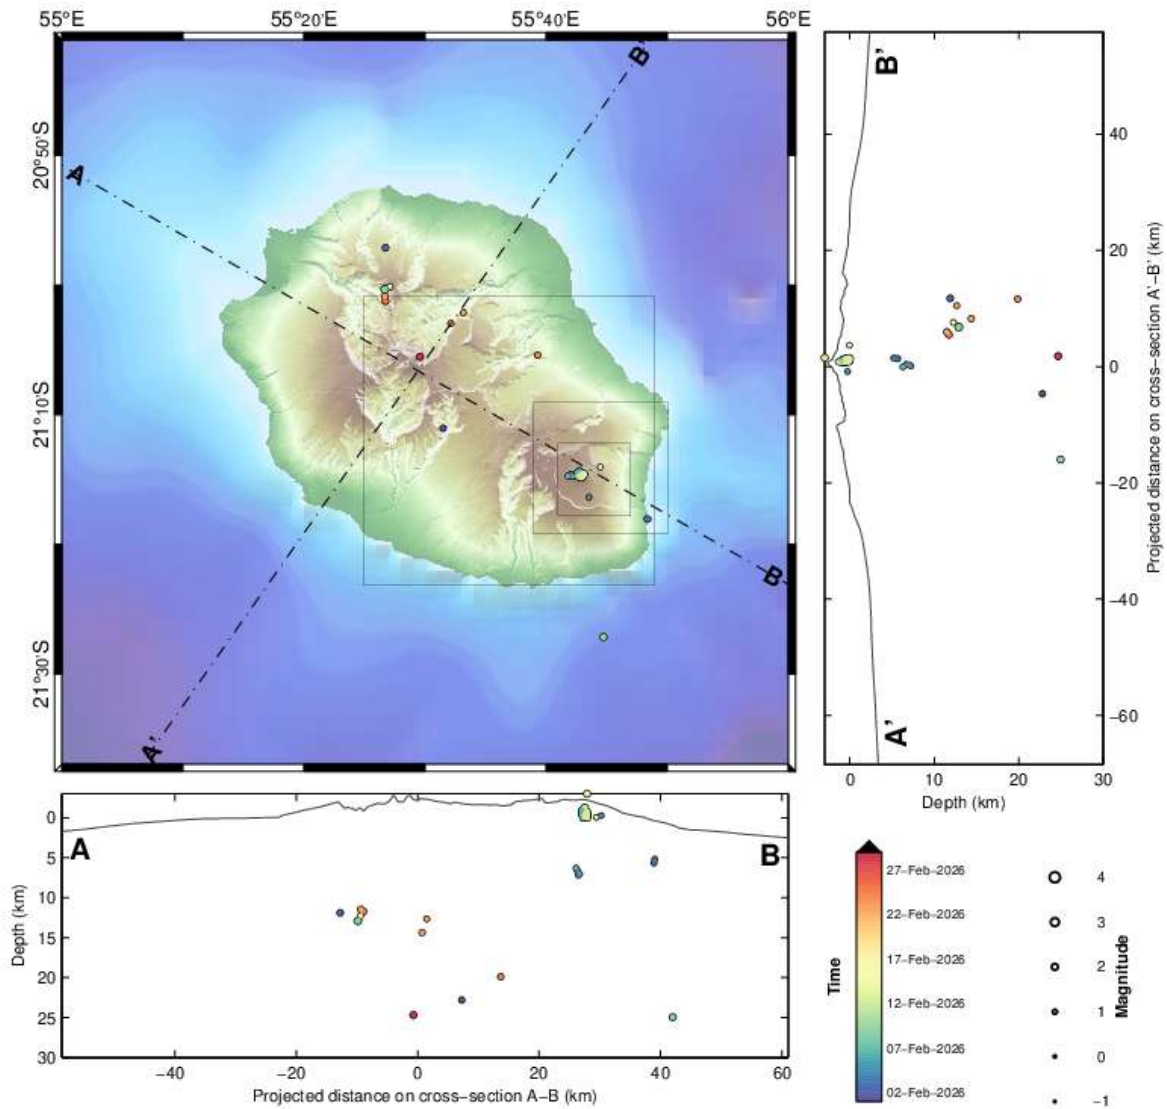 55°E 55°20'E 55°40'E 56°E
20°50'S
21°10'S
21°30'S
A
B'
A'
B
B'
A'
40
20
0
−20
−40
−60
Projected distance on cross−section A'−B' (km)
0 10 20 30
Depth (km)
A
B
0
5
10
15
20
25
30
Depth (km)
−40 −20 0 20 40 60
Projected distance on cross−section A−B (km)
Time
27−Feb−2026
22−Feb−2026
17−Feb−2026
12−Feb−2026
07−Feb−2026
02−Feb−2026
4
3
2
1
0
−1
Magnitude